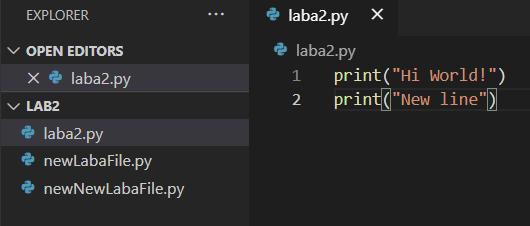 EXPLORER ...
OPEN EDITORS
laba2.py
LAB2
laba2.py
newLabaFile.py
newNewLabaFile.py
laba2.py
laba2.py
1 print("Hi World!")
2 print("New line")